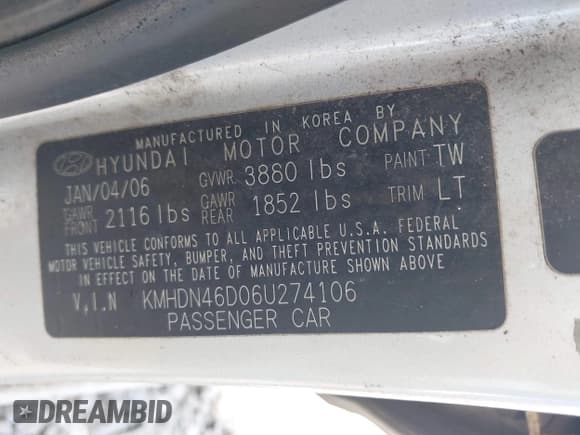 MANUFACTURED IN KOREA BY
HYUNDAI MOTOR COMPANY
JAN/04/06 GVWR 3860 lbs PAINT TW
GAWR FRONT 2116 lbs GAWR REAR 1852 lbs TRIM LT
THIS VEHICLE CONFORMS TO ALL APPLICABLE U.S.A. FEDERAL
MOTOR VEHICLE SAFETY, BUMPER, AND THEFT PREVENTION STANDARDS
IN EFFECT ON THE DATE OF MANUFACTURE SHOWN ABOVE
V.I.N KMHDN46D06U274106
PASSENGER CAR
DREAMBID